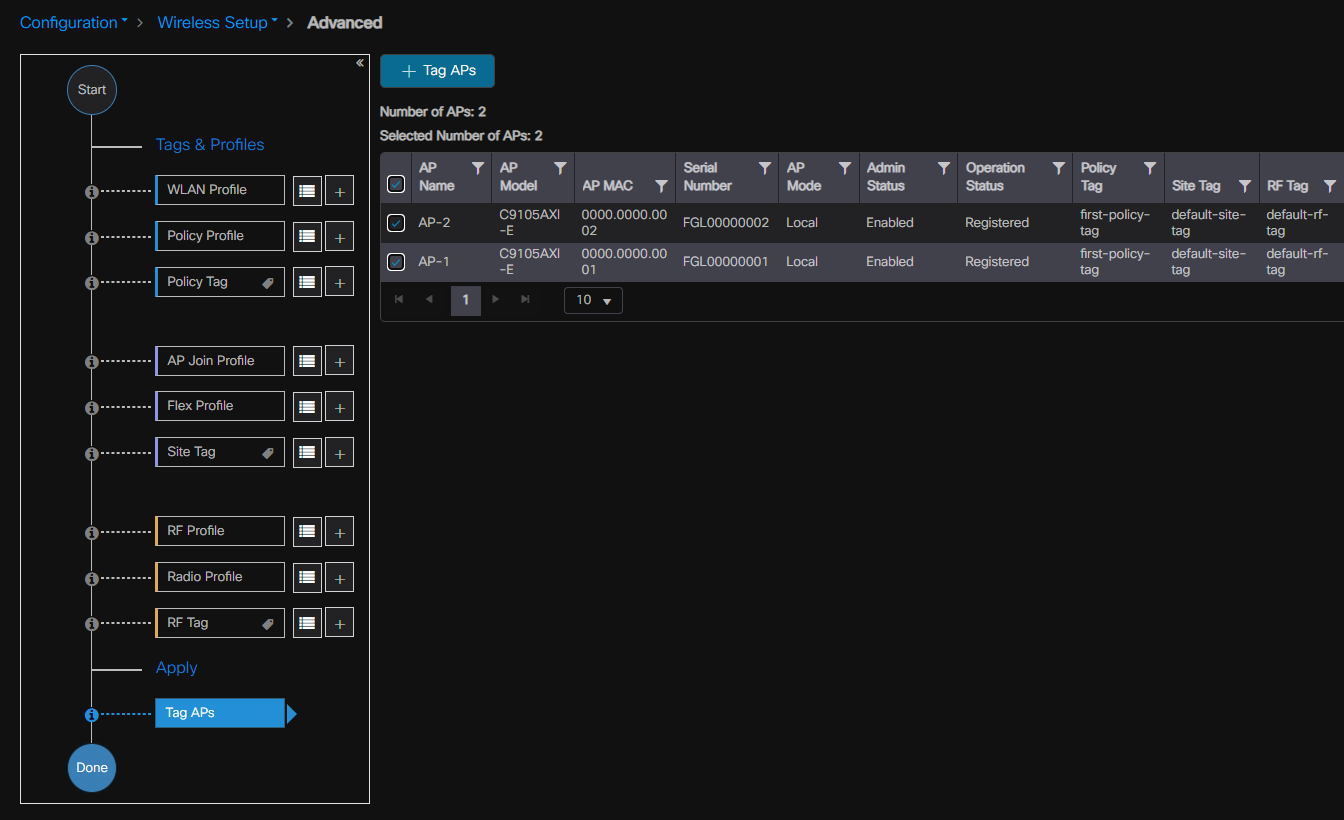 Configuration > Wireless Setup > Advanced
«
Start
Tags & Profiles
WLAN Profile
Policy Profile
Policy Tag
AP Join Profile
Flex Profile
Site Tag
RF Profile
Radio Profile
RF Tag
Apply
Tag APs
Done
+ Tag APs
Number of APs: 2
Selected Number of APs: 2
AP Name
AP Model
AP MAC
Serial Number
AP Mode
Admin Status
Operation Status
Policy Tag
Site Tag
RF Tag
AP-2
C9105AXI
-E
0000.0000.00
02
FGL00000002
Local
Enabled
Registered
first-policy-
tag
default-site-
tag
default-rf-
tag
AP-1
C9105AXI
-E
0000.0000.00
01
FGL00000001
Local
Enabled
Registered
first-policy-
tag
default-site-
tag
default-rf-
tag
1
10